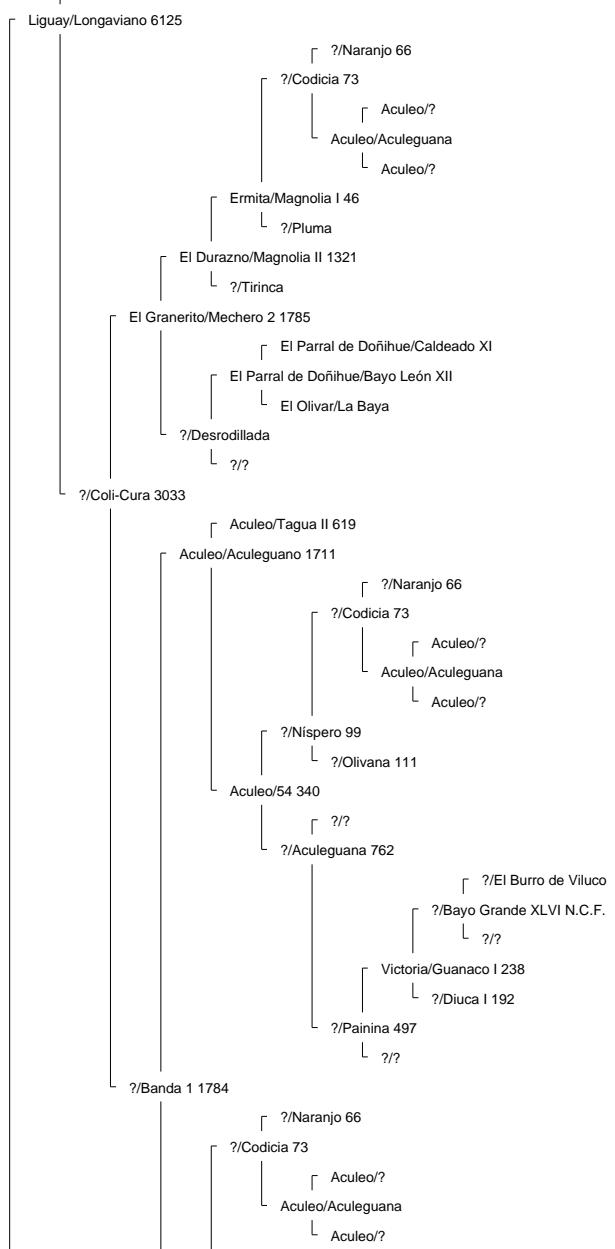 Liguay/Longaviano 6125
?/Naranjo 66
?/Codicia 73
Aculeo/?
Aculeo/Aculeguana
Aculeo/?
Ermita/Magnolia I 46
?/Pluma
El Durazno/Magnolia II 1321
?/Tirinca
El Granerito/Mechero 2 1785
El Parral de Doñihue/Caldeado XI
El Parral de Doñihue/Bayo León XII
El Olivar/La Baya
?/Desrodillada
?/?
?/Coli-Cura 3033
Aculeo/Tagua II 619
Aculeo/Aculeguano 1711
?/Naranjo 66
?/Codicia 73
Aculeo/?
Aculeo/Aculeguana
Aculeo/?
?/Níspero 99
?/Olivana 111
Aculeo/54 340
?/?
?/Aculeguana 762
?/El Burro de Viluco
?/Bayo Grande XLVI N.C.F.
?/?
Victoria/Guanaco I 238
?/Diuca I 192
?/Painina 497
?/?
?/Banda 1 1784
?/Naranjo 66
?/Codicia 73
Aculeo/?
Aculeo/Aculeguana
Aculeo/?